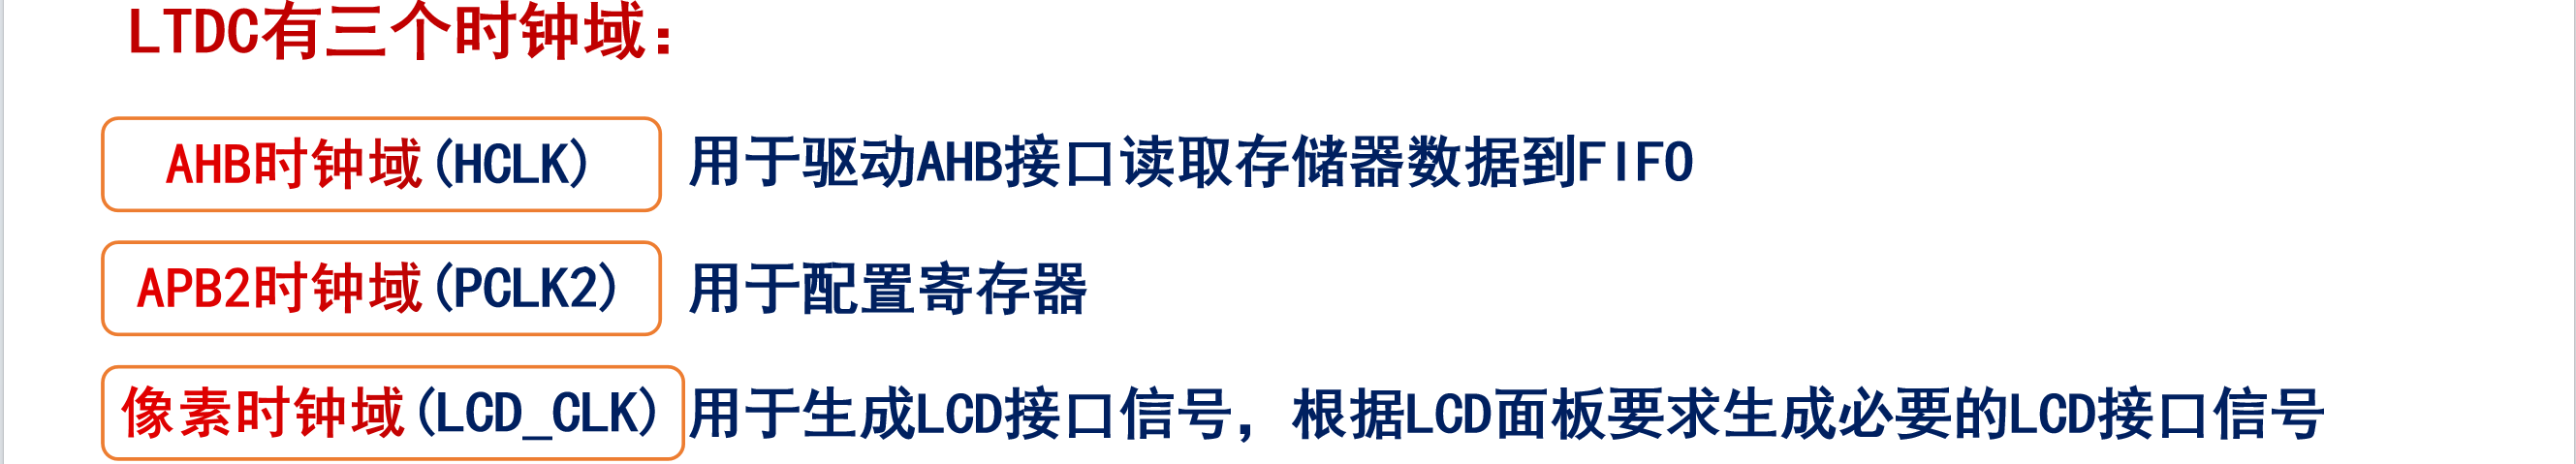 LTDC有三个时钟域：
AHB时钟域(HCLK) 用于驱动AHB接口读取存储器数据到FIFO
APB2时钟域(PCLK2) 用于配置寄存器
像素时钟域(LCD_CLK) 用于生成LCD接口信号，根据LCD面板要求生成必要的LCD接口信号